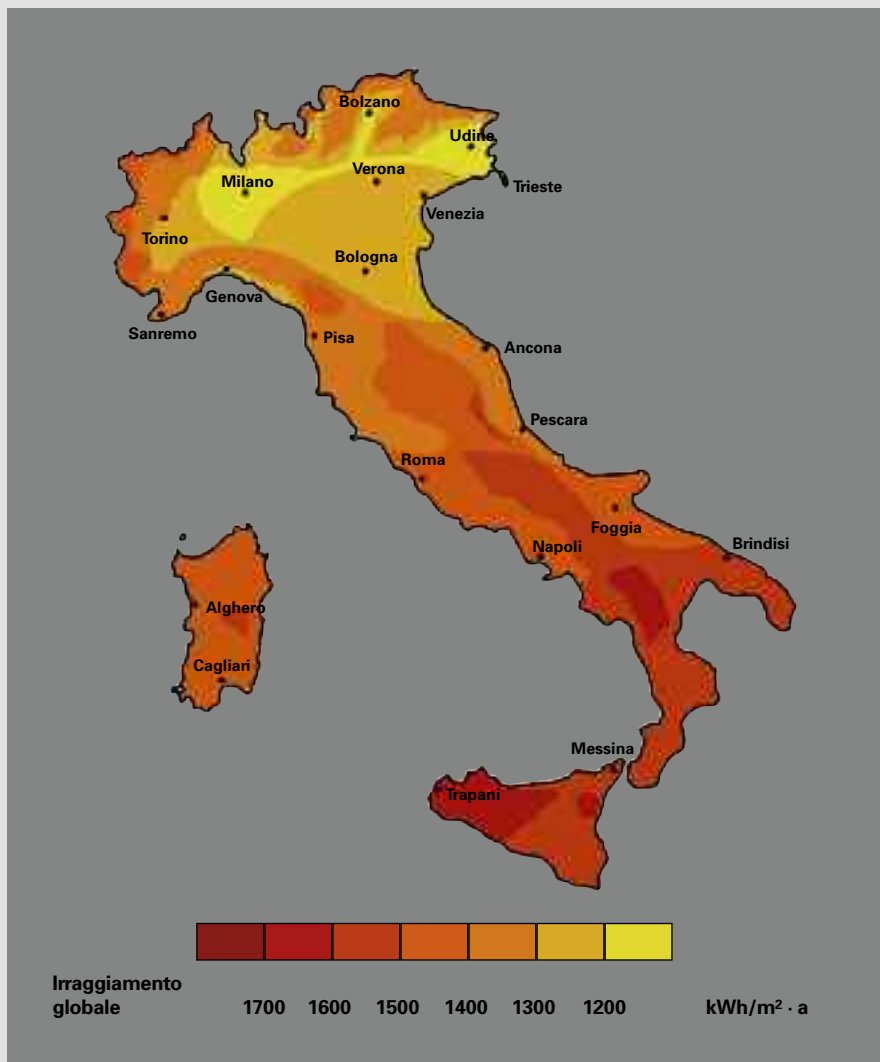 Bolzano
Udine
Verona
Milano
Trieste
Venezia
Torino
Bologna
Genova
Sanremo
Pisa
Ancona
Pescara
Roma
Foggia
Napoli
Brindisi
Alghero
Cagliari
Messina
Trapani
Irraggiamento
globale 1700 1600 1500 1400 1300 1200 kWh/m² · a